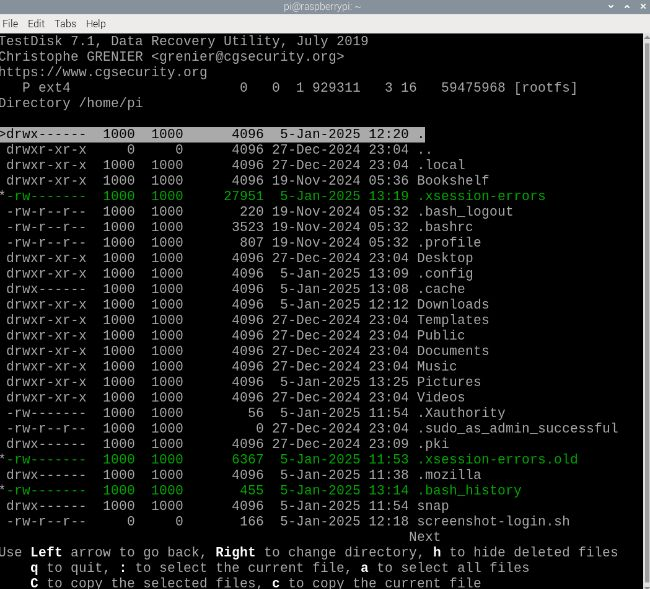 pi@raspberrypi: ~
File Edit Tabs Help
TestDisk 7.1, Data Recovery Utility, July 2019
Christophe GRENIER <grenier@cgsecurity.org>
https://www.cgsecurity.org
   P ext4                     0   0  1 929311   3 16   59475968 [rootfs]
Directory /home/pi
>drwx------  1000  1000      4096  5-Jan-2025 12:20 .
 drwxr-xr-x     0     0      4096 27-Dec-2024 23:04 ..
 drwxr-xr-x  1000  1000      4096 27-Dec-2024 23:04 .local
 drwxr-xr-x  1000  1000      4096 19-Nov-2024 05:36 Bookshelf
*-rw-------  1000  1000     27951  5-Jan-2025 13:19 .xsession-errors
 -rw-r--r--  1000  1000       220 19-Nov-2024 05:32 .bash_logout
 -rw-r--r--  1000  1000      3523 19-Nov-2024 05:32 .bashrc
 -rw-r--r--  1000  1000       807 19-Nov-2024 05:32 .profile
 drwxr-xr-x  1000  1000      4096 27-Dec-2024 23:04 Desktop
 drwxr-xr-x  1000  1000      4096  5-Jan-2025 13:09 .config
 drwx------  1000  1000      4096  5-Jan-2025 13:08 .cache
 drwxr-xr-x  1000  1000      4096  5-Jan-2025 12:12 Downloads
 drwxr-xr-x  1000  1000      4096 27-Dec-2024 23:04 Templates
 drwxr-xr-x  1000  1000      4096 27-Dec-2024 23:04 Public
 drwxr-xr-x  1000  1000      4096 27-Dec-2024 23:04 Documents
 drwxr-xr-x  1000  1000      4096 27-Dec-2024 23:04 Music
 drwxr-xr-x  1000  1000      4096  5-Jan-2025 13:25 Pictures
 drwxr-xr-x  1000  1000      4096 27-Dec-2024 23:04 Videos
 -rw-------  1000  1000        56  5-Jan-2025 11:54 .Xauthority
 -rw-r--r--  1000  1000         0 27-Dec-2024 23:04 .sudo_as_admin_successful
 drwx------  1000  1000      4096 27-Dec-2024 23:09 .pki
*-rw-------  1000  1000      6367  5-Jan-2025 11:53 .xsession-errors.old
 drwx------  1000  1000      4096  5-Jan-2025 11:38 .mozilla
*-rw-------  1000  1000       455  5-Jan-2025 13:14 .bash_history
 drwx------  1000  1000      4096  5-Jan-2025 11:54 snap
 -rw-r--r--     0     0       166  5-Jan-2025 12:18 screenshot-login.sh
Next
Use Left arrow to go back, Right to change directory, h to hide deleted files
    q to quit, : to select the current file, a to select all files
    C to copy the selected files, c to copy the current file